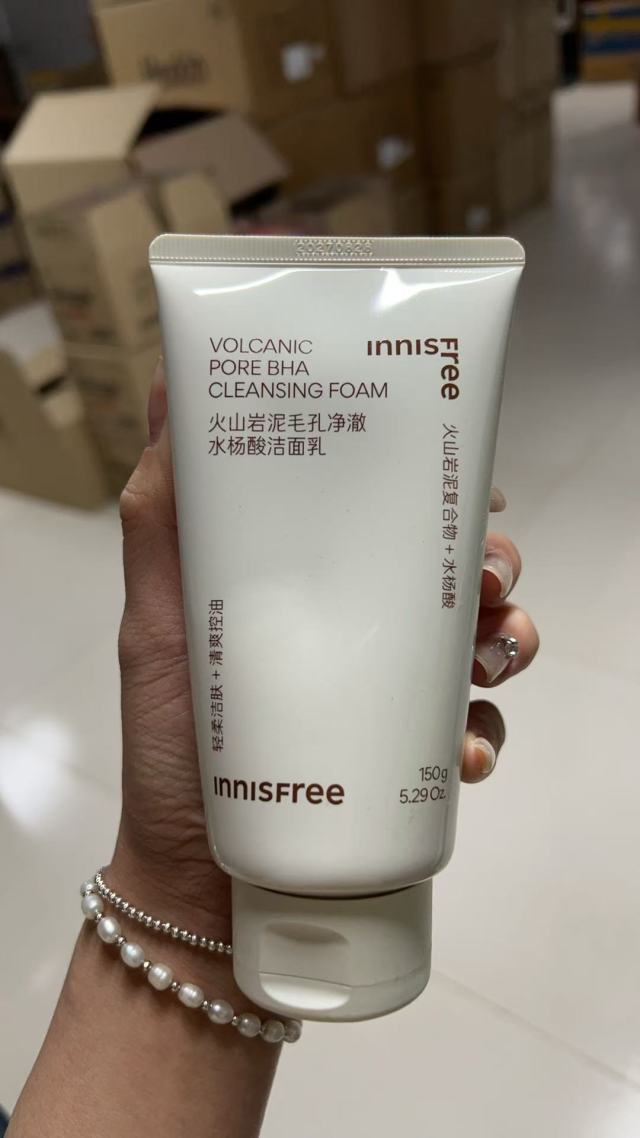 20270828
VOLCANIC
PORE BHA
CLEANSING FOAM
火山岩泥毛孔净澈
水杨酸洁面乳
innisfree
火山岩泥复合物 + 水杨酸
轻柔洁肤 + 清爽控油
innisfree
150g
5.29 Oz.